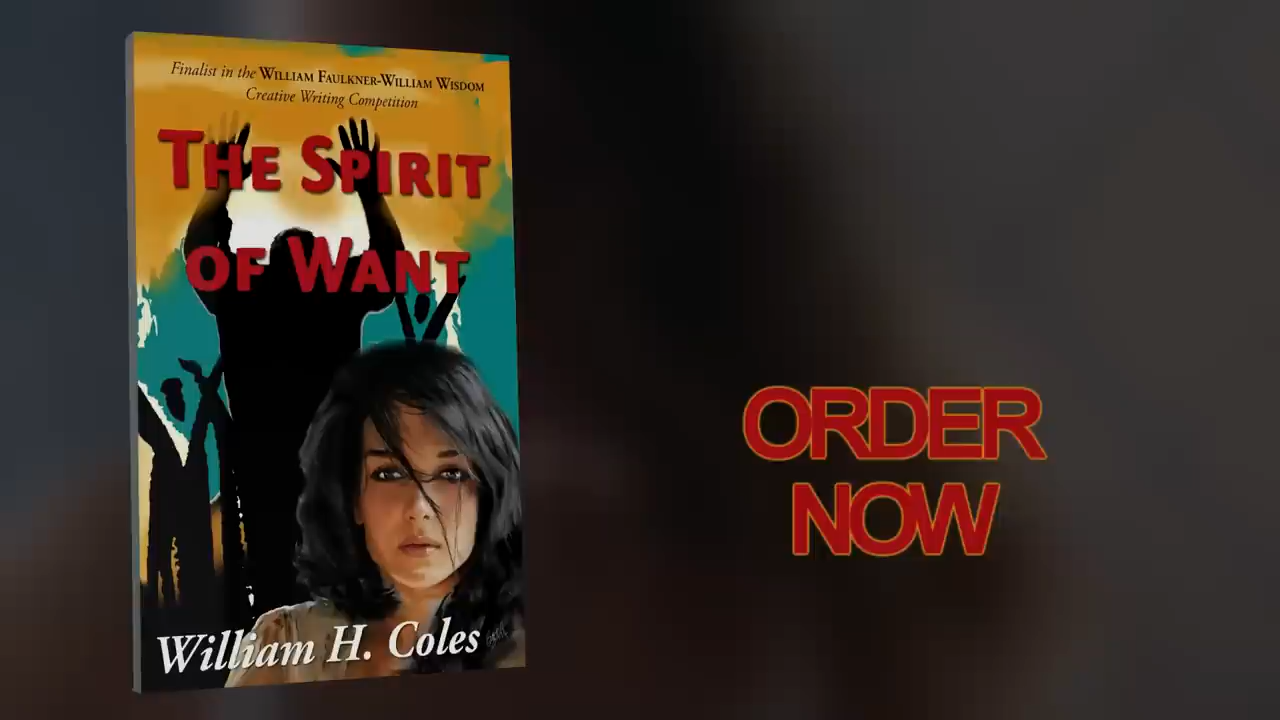 Finalist in the WILLIAM FAULKNER-WILLIAM WISDOM
Creative Writing Competition
THE SPIRIT
OF WANT
William H. Coles
ORDER
NOW